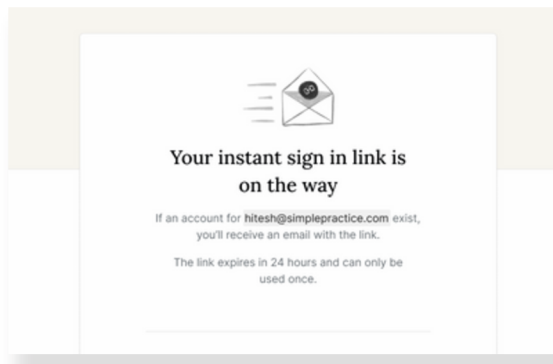 Your instant sign in link is
on the way
If an account for hitesh@simplepractice.com exist,
you'll receive an email with the link.
The link expires in 24 hours and can only be
used once.